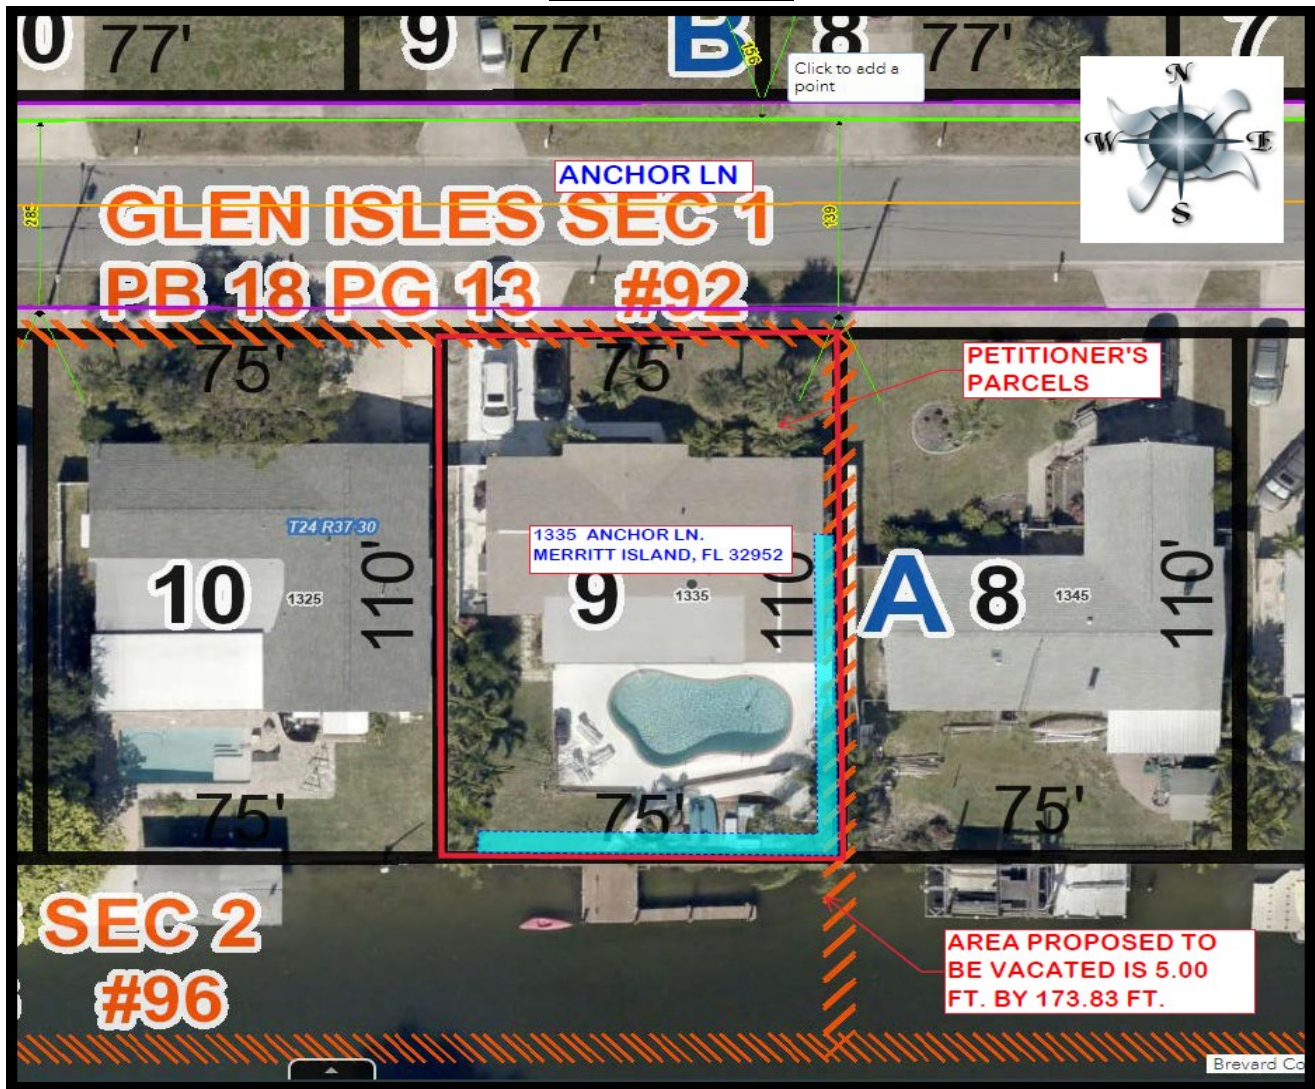 0
77'
9
77'
B
8
77'
7
156
Click to add a
point
N
W
E
S
ANCHOR LN
285
139
GLEN ISLES SEC 1
PB 18 PG 13 #92
75'
75'
PETITIONER'S
PARCELS
T24 R37-30
1335 ANCHOR LN.
MERRITT ISLAND, FL 32952
10
1325
110'
9
1335
110'
A
8
1345
110'
75'
75'
75'
SEC 2
#96
AREA PROPOSED TO
BE VACATED IS 5.00
FT. BY 173.83 FT.
Brevard Co